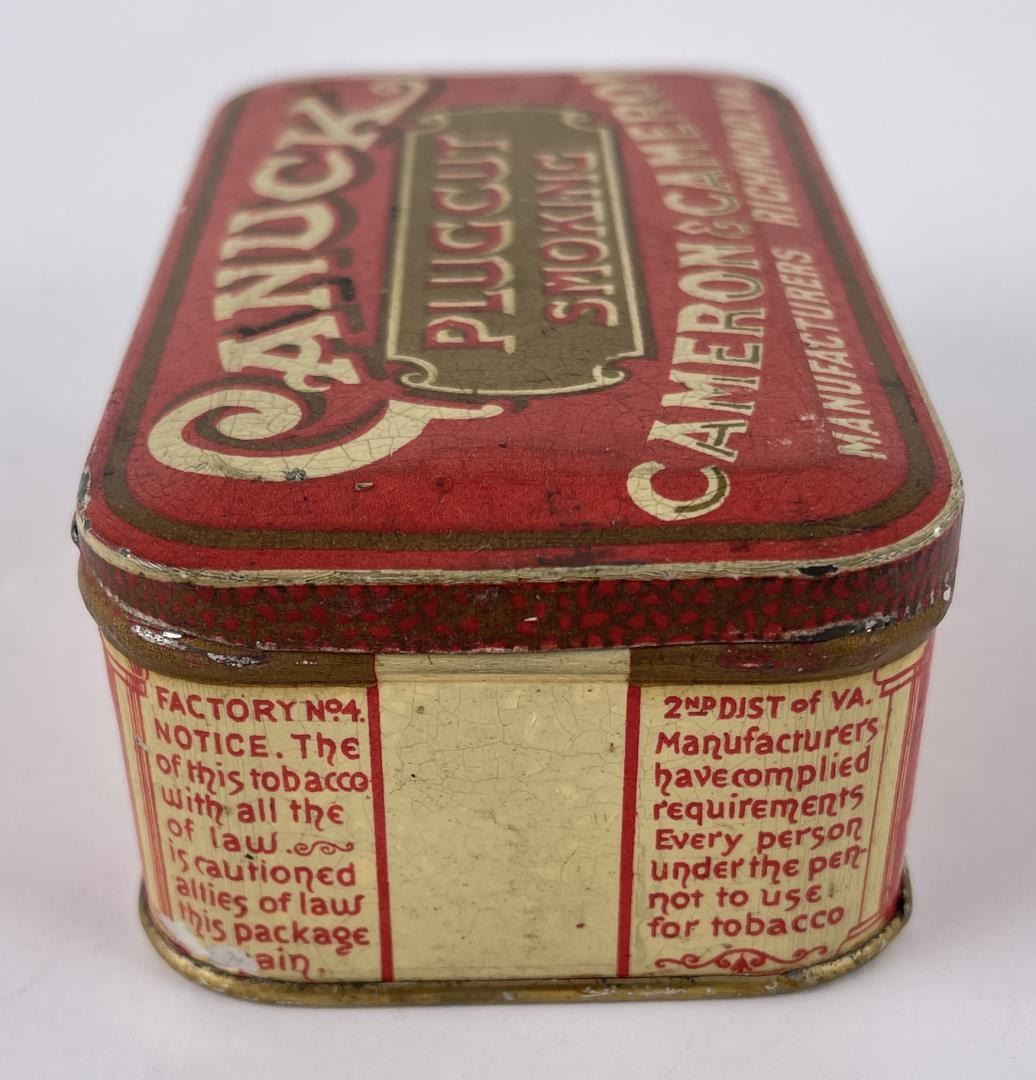 CANUCK
PLUG CUT
SMOKING
CAMERON & CAMERON
MANUFACTURERS RICHMOND, VA.
FACTORY No 4. 2ND DIST of VA.
NOTICE. The Manufacturers
of this tobacco have complied
with all the requirements
of law. Every person
is cautioned under the pen-
alties of law not to use
this package for tobacco
ain.